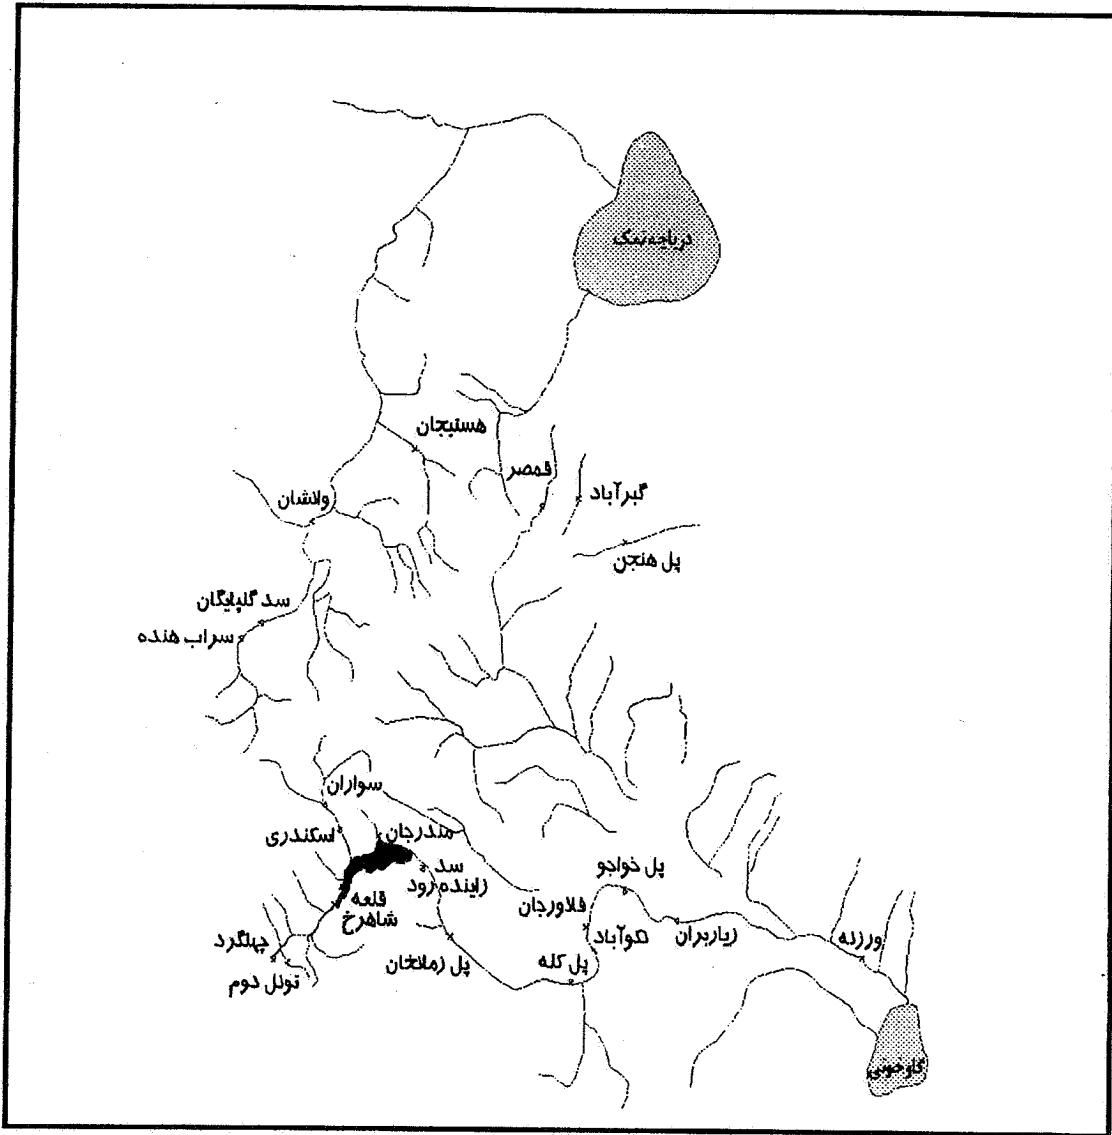 دریاچه نمک
هستیجان
قمصر
گبرآباد
ولاشان
پل هنجن
سد گلپایگان
سراب هنده
سواران
اسکندری
مندرجان
سد
زاینده رود
پل خواجو
قلعه
شاهرخ
فلاورجان
زیاربران
نکوآباد
ورزنه
چهلگرد
پل زمانخان
پل کله
تونل دوم
گاوخونی